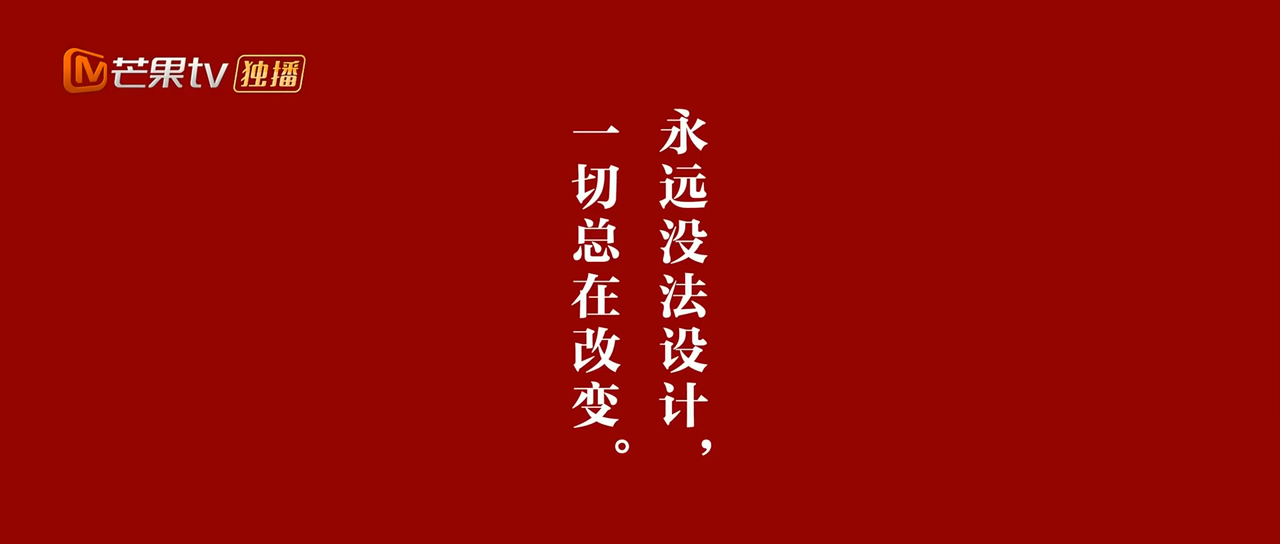 芒果tv 独播
永远没法设计，
一切总在改变。